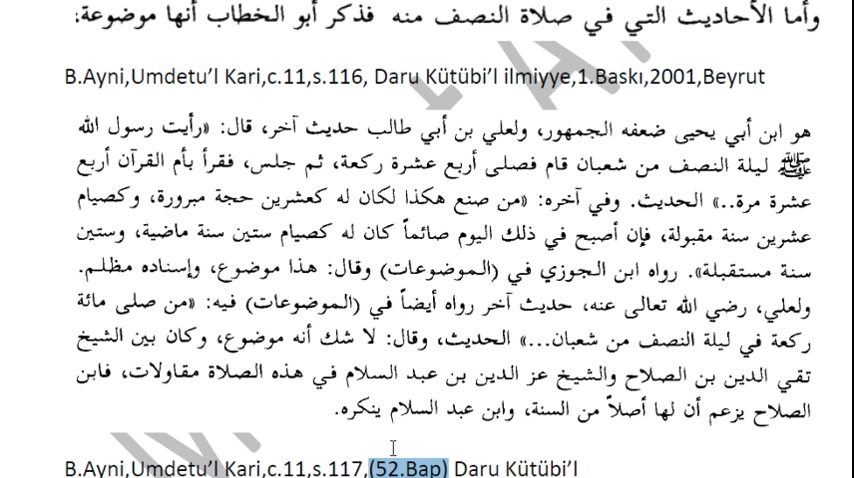 وأما الأحاديث التي في صلاة النصف منه فذكر أبو الخطاب أنها موضوعة:
B.Ayni,Umdetu'l Kari,c.11,s.116, Daru Kütübi'l ilmiyye,1.Baskı,2001,Beyrut
هو ابن أبي يحيى ضعفه الجمهور، ولعلي بن أبي طالب حديث آخر، قال: «رأيت رسول الله
ﷺ ليلة النصف من شعبان قام فصلى أربع عشرة ركعة، ثم جلس، فقرأ بأم القرآن أربع
عشرة مرة..» الحديث. وفي آخره: «من صنع هكذا لكان له كعشرين حجة مبرورة، وكصيام
عشرين سنة مقبولة، فإن أصبح في ذلك اليوم صائماً كان له كصيام ستين سنة ماضية، وستين
سنة مستقبلة». رواه ابن الجوزي في (الموضوعات) وقال: هذا موضوع، وإسناده مظلم.
ولعلي، رضي الله تعالى عنه، حديث آخر رواه أيضاً في (الموضوعات) فيه: «من صلى مائة
ركعة في ليلة النصف من شعبان...» الحديث، وقال: لا شك أنه موضوع، وكان بين الشيخ
تقي الدين بن الصلاح والشيخ عز الدين بن عبد السلام في هذه الصلاة مقاولات، فابن
الصلاح يزعم أن لها أصلاً من السنة، وابن عبد السلام ينكره.
B.Ayni,Umdetu'l Kari,c.11,s.117,(52.Bap) Daru Kütübi'l